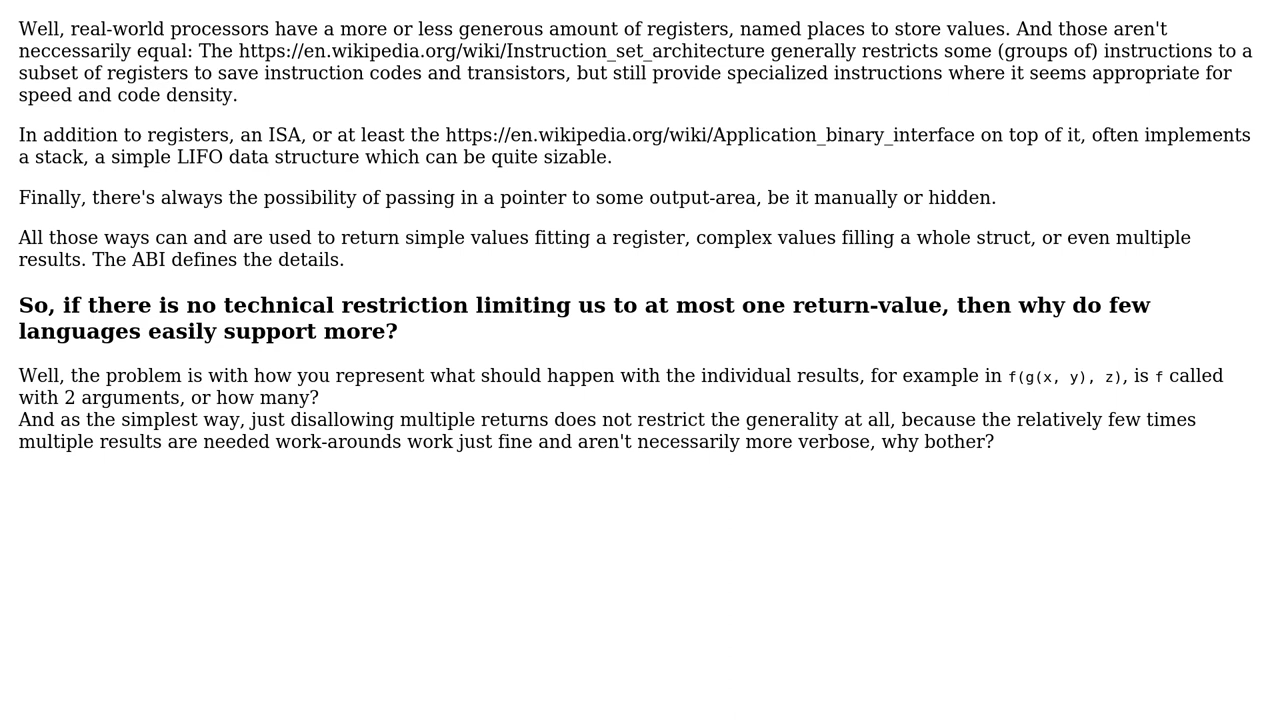 Well, real-world processors have a more or less generous amount of registers, named places to store values. And those aren't
neccessarily equal: The https://en.wikipedia.org/wiki/Instruction_set_architecture generally restricts some (groups of) instructions to a
subset of registers to save instruction codes and transistors, but still provide specialized instructions where it seems appropriate for
speed and code density.
In addition to registers, an ISA, or at least the https://en.wikipedia.org/wiki/Application_binary_interface on top of it, often implements
a stack, a simple LIFO data structure which can be quite sizable.
Finally, there's always the possibility of passing in a pointer to some output-area, be it manually or hidden.
All those ways can and are used to return simple values fitting a register, complex values filling a whole struct, or even multiple
results. The ABI defines the details.
So, if there is no technical restriction limiting us to at most one return-value, then why do few
languages easily support more?
Well, the problem is with how you represent what should happen with the individual results, for example in f(g(x, y), z), is f called
with 2 arguments, or how many?
And as the simplest way, just disallowing multiple returns does not restrict the generality at all, because the relatively few times
multiple results are needed work-arounds work just fine and aren't necessarily more verbose, why bother?